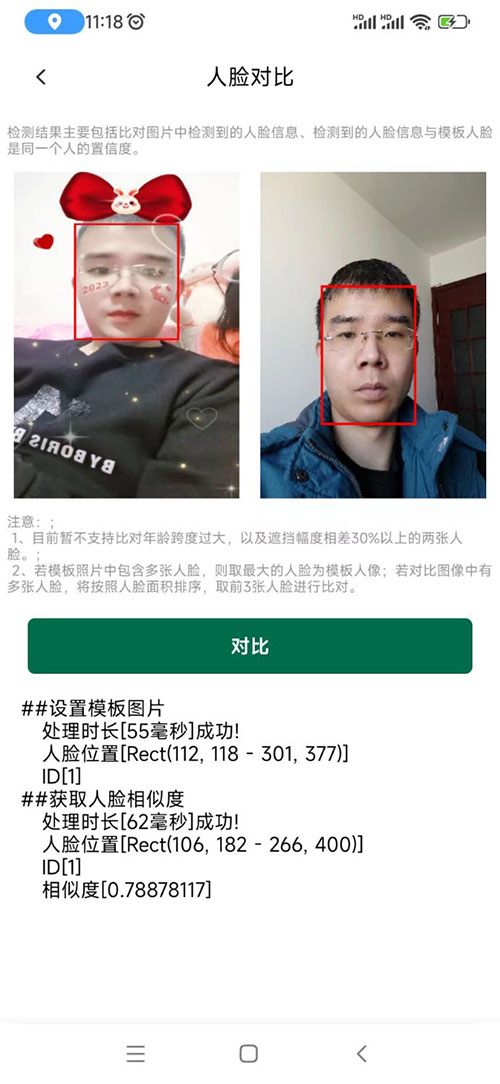 11:18
HD HD
人脸对比
检测结果主要包括比对图片中检测到的人脸信息、检测到的人脸信息与模板人脸
是同一个人的置信度。
2023
BYBORIS B
注意：;
1、目前暂不支持比对年龄跨度过大，以及遮挡幅度相差30%以上的两张人
脸。;
2、若模板照片中包含多张人脸，则取最大的人脸为模板人像；若对比图像中有
多张人脸，将按照人脸面积排序，取前3张人脸进行比对。
对比
##设置模板图片
处理时长[55毫秒]成功!
人脸位置[Rect(112, 118 - 301, 377)]
ID[1]
##获取人脸相似度
处理时长[62毫秒]成功!
人脸位置[Rect(106, 182 - 266, 400)]
ID[1]
相似度[0.78878117]